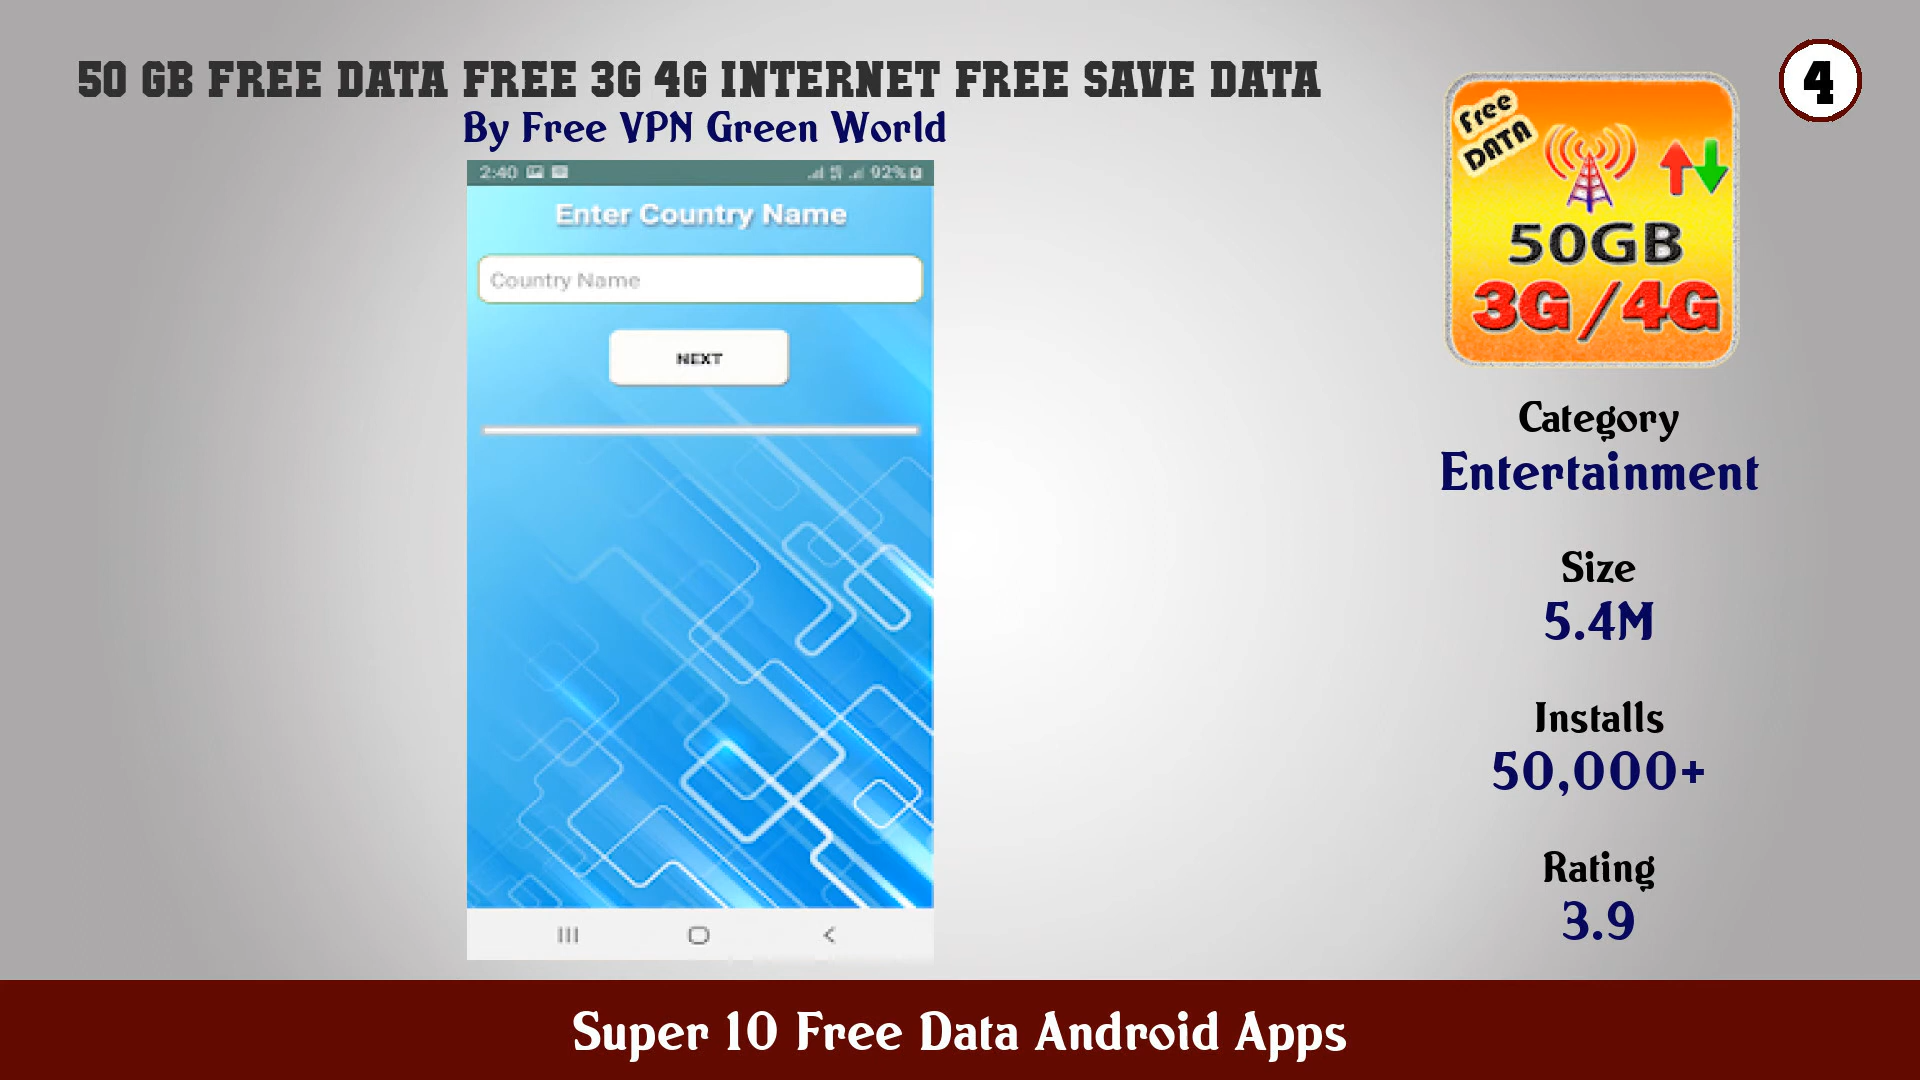 50 GB FREE DATA FREE 3G 4G INTERNET FREE SAVE DATA
By Free VPN Green World
4
2:40
92%
Enter Country Name
Country Name
NEXT
Free
DATA
50GB
3G/4G
Category
Entertainment
Size
5.4M
Installs
50,000+
Rating
3.9
Super 10 Free Data Android Apps